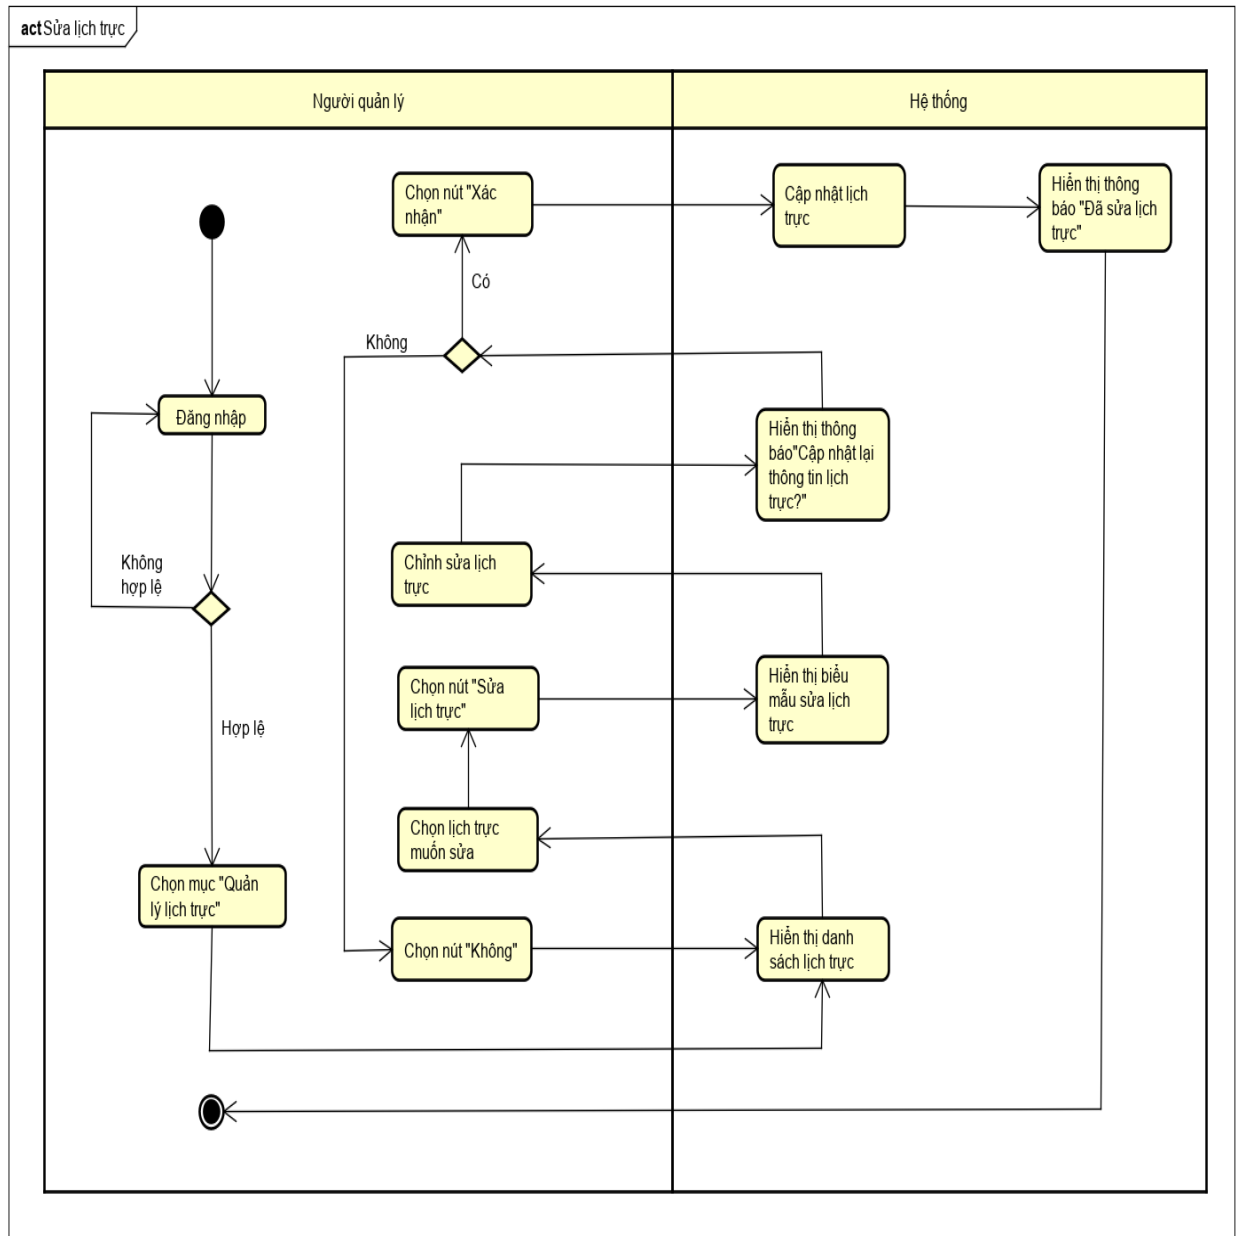 act Sửa lịch trực
Người quản lý
Hệ thống
Chọn nút "Xác
nhận"
Cập nhật lịch
trực
Hiển thị thông
báo "Đã sửa lịch
trực"
Có
Không
Đăng nhập
Hiển thị thông
báo"Cập nhật lại
thông tin lịch
trực?"
Không
hợp lệ
Chỉnh sửa lịch
trực
Chọn nút "Sửa
lịch trực"
Hiển thị biểu
mẫu sửa lịch
trực
Hợp lệ
Chọn lịch trực
muốn sửa
Chọn mục "Quản
lý lịch trực"
Chọn nút "Không"
Hiển thị danh
sách lịch trực